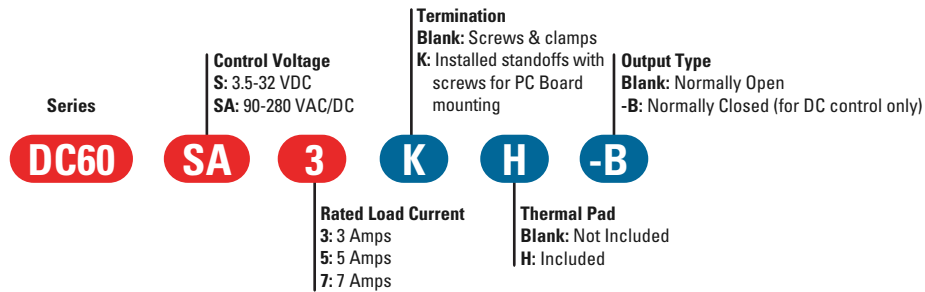 Termination
Blank: Screws & clamps
K: Installed standoffs with
screws for PC Board
mounting
Control Voltage
S: 3.5-32 VDC
SA: 90-280 VAC/DC
Output Type
Blank: Normally Open
-B: Normally Closed (for DC control only)
Series
DC60 SA 3 K H -B
Rated Load Current
3: 3 Amps
5: 5 Amps
7: 7 Amps
Thermal Pad
Blank: Not Included
H: Included